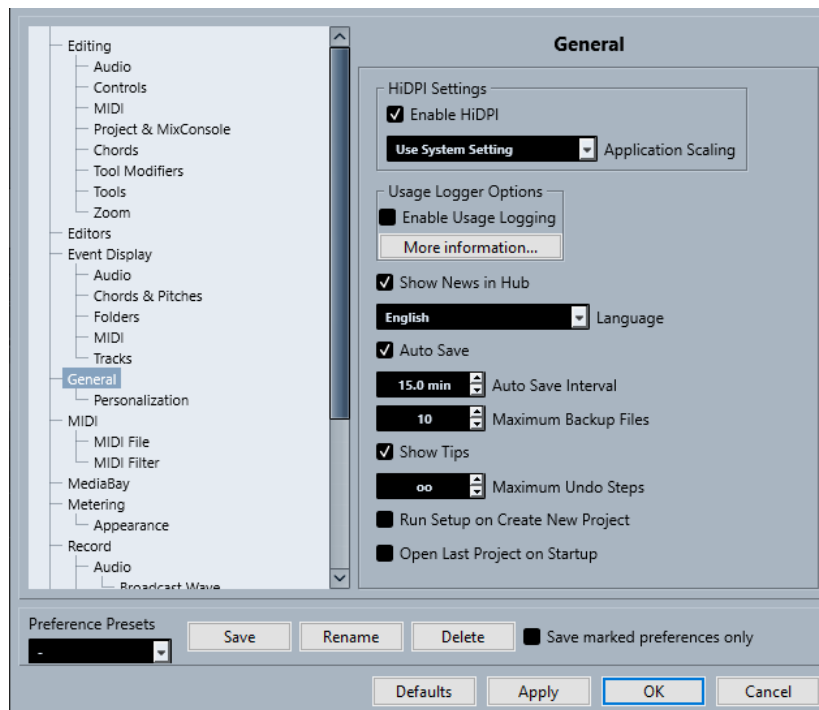 Editing
Audio
Controls
MIDI
Project & MixConsole
Chords
Tool Modifiers
Tools
Zoom
Editors
Event Display
Audio
Chords & Pitches
Folders
MIDI
Tracks
General
Personalization
MIDI
MIDI File
MIDI Filter
MediaBay
Metering
Appearance
Record
Audio
Broadcast Wave
General
HiDPI Settings
Enable HiDPI
Use System Setting Application Scaling
Usage Logger Options
Enable Usage Logging
More information...
Show News in Hub
English Language
Auto Save
15.0 min Auto Save Interval
10 Maximum Backup Files
Show Tips
oo Maximum Undo Steps
Run Setup on Create New Project
Open Last Project on Startup
Preference Presets
-
Save Rename Delete Save marked preferences only
Defaults Apply OK Cancel